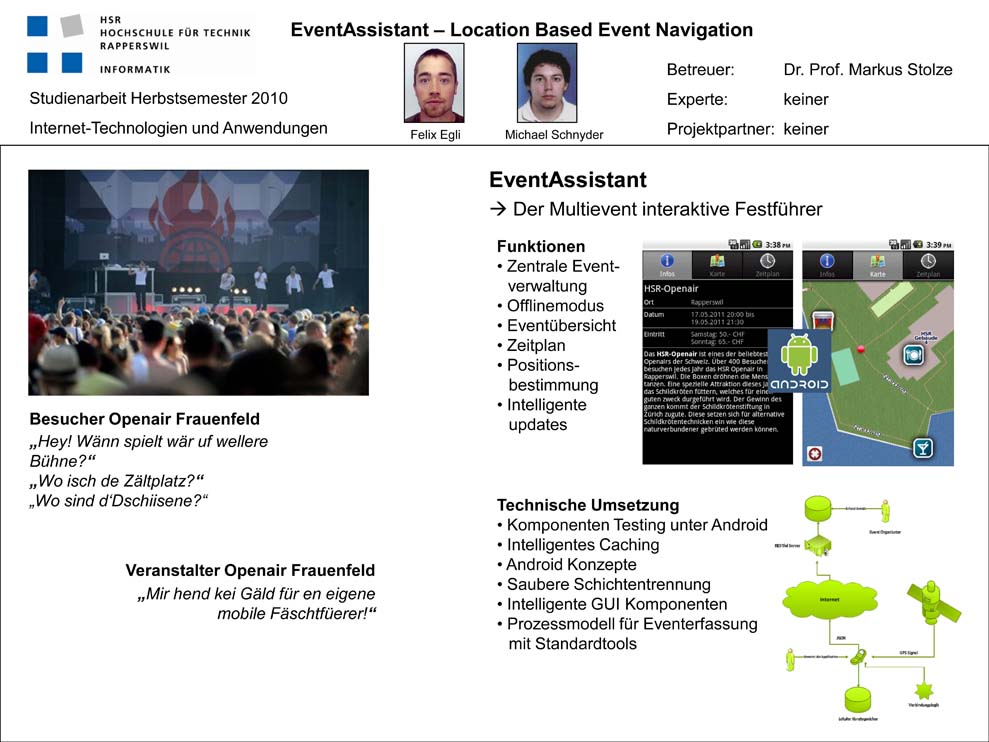 HSR
HOCHSCHULE FÜR TECHNIK
RAPPERSWIL
INFORMATIK
EventAssistant – Location Based Event Navigation
Studienarbeit Herbstsemester 2010
Internet-Technologien und Anwendungen
Felix Egli
Michael Schnyder
Betreuer: Dr. Prof. Markus Stolze
Experte: keiner
Projektpartner: keiner
Besucher Openair Frauenfeld
„Hey! Wänn spielt wär uf wellere
Bühne?“
„Wo isch de Zältplatz?“
„Wo sind d‘Dschiisene?“
Veranstalter Openair Frauenfeld
„Mir hend kei Gäld für en eigene
mobile Fäschtfüerer!“
EventAssistant
→ Der Multievent interaktive Festführer
Funktionen
• Zentrale Event-
verwaltung
• Offlinemodus
• Eventübersicht
• Zeitplan
• Positions-
bestimmung
• Intelligente
updates
3:38 PM
Infos Karte Zeitplan
HSR-Openair
Ort Rapperswil
Datum 17.05.2011 20:00 bis
19.05.2011 21:30
Eintritt Samstag: 50.- CHF
Sonntag: 65.- CHF
Das HSR-Openair ist eines der beliebtest
Openairs der Schweiz. Über 400 Besucher
besuchen jedes Jahr das HSR Openair in
Rapperswil. Die Boxen dröhnen die Mens
tanzen. Eine spezielle Attraktion dieses Ja
das Schildkröten füttern, welches für eine
guten zweck durgeführt wird. Der Gewinn des
ganzen kommt der Schildkrötenstiftung in
Zürich zugute. Diese setzen sich für alternative
Schildkrötentechnicken ein wie diese
naturverbundener gebrüted werden können.
ANDROID
3:39 PM
Infos Karte Zeitplan
HSR
Gebäude
Technische Umsetzung
• Komponenten Testing unter Android
• Intelligentes Caching
• Android Konzepte
• Saubere Schichtentrennung
• Intelligente GUI Komponenten
• Prozessmodell für Eventerfassung
mit Standardtools
Event Organisator
RESTful Server
Internet
JSON
GPS Signal
Verbindungslogik